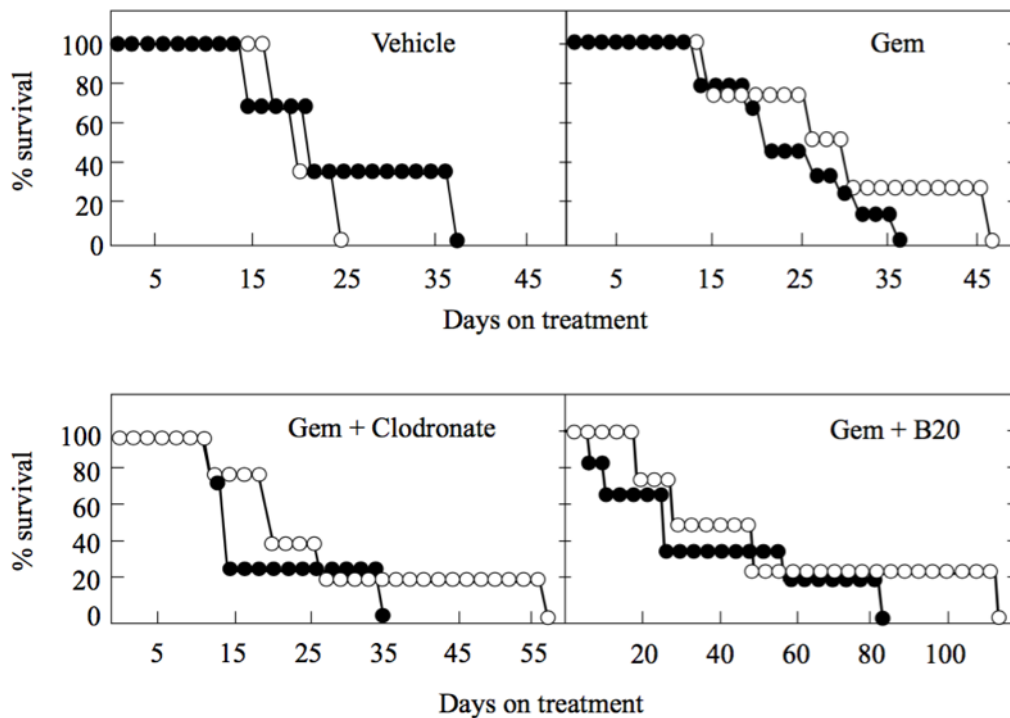 Vehicle
Gem
% survival
100
80
60
40
20
0
5 15 25 35 45
5 15 25 35 45
Days on treatment
Gem + Clodronate
Gem + B20
% survival
100
80
60
40
20
0
5 15 25 35 45 55
20 40 60 80 100
Days on treatment